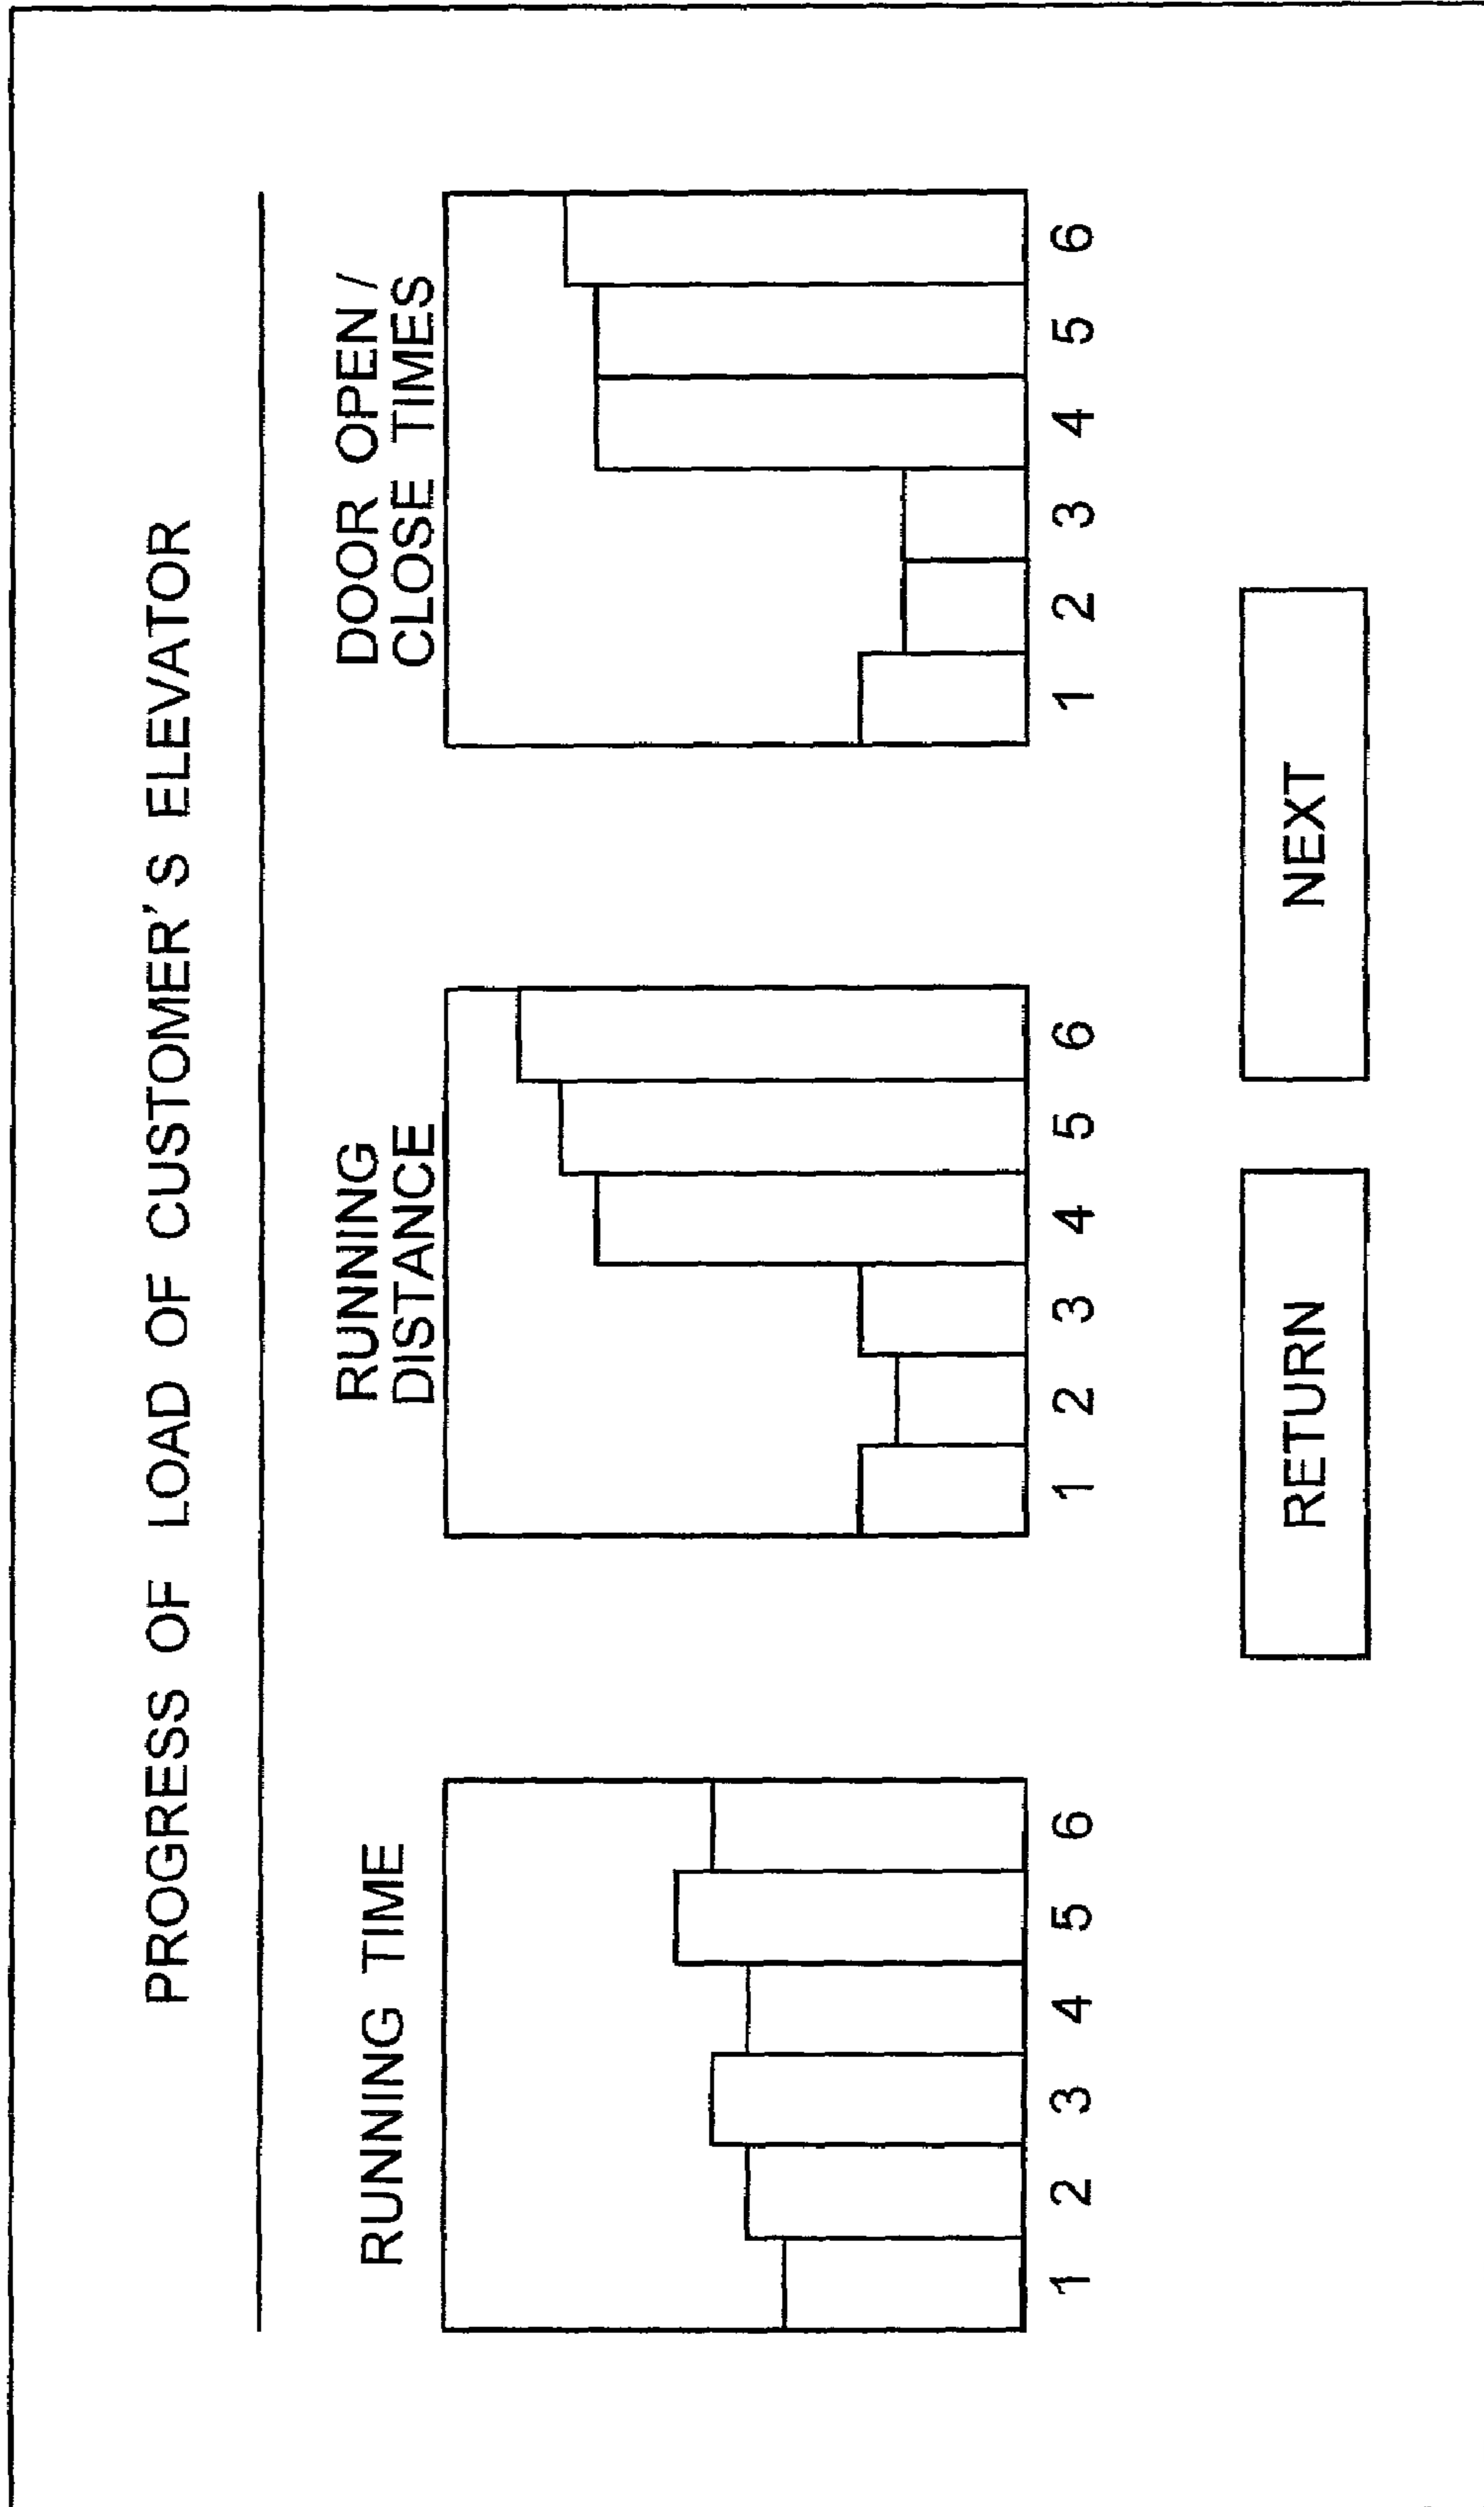 PROGRESS OF LOAD OF CUSTOMER'S ELEVATOR
RUNNING TIME
1 2 3 4 5 6
RUNNING
DISTANCE
1 2 3 4 5 6
DOOR OPEN /
CLOSE TIMES
1 2 3 4 5 6
RETURN
NEXT